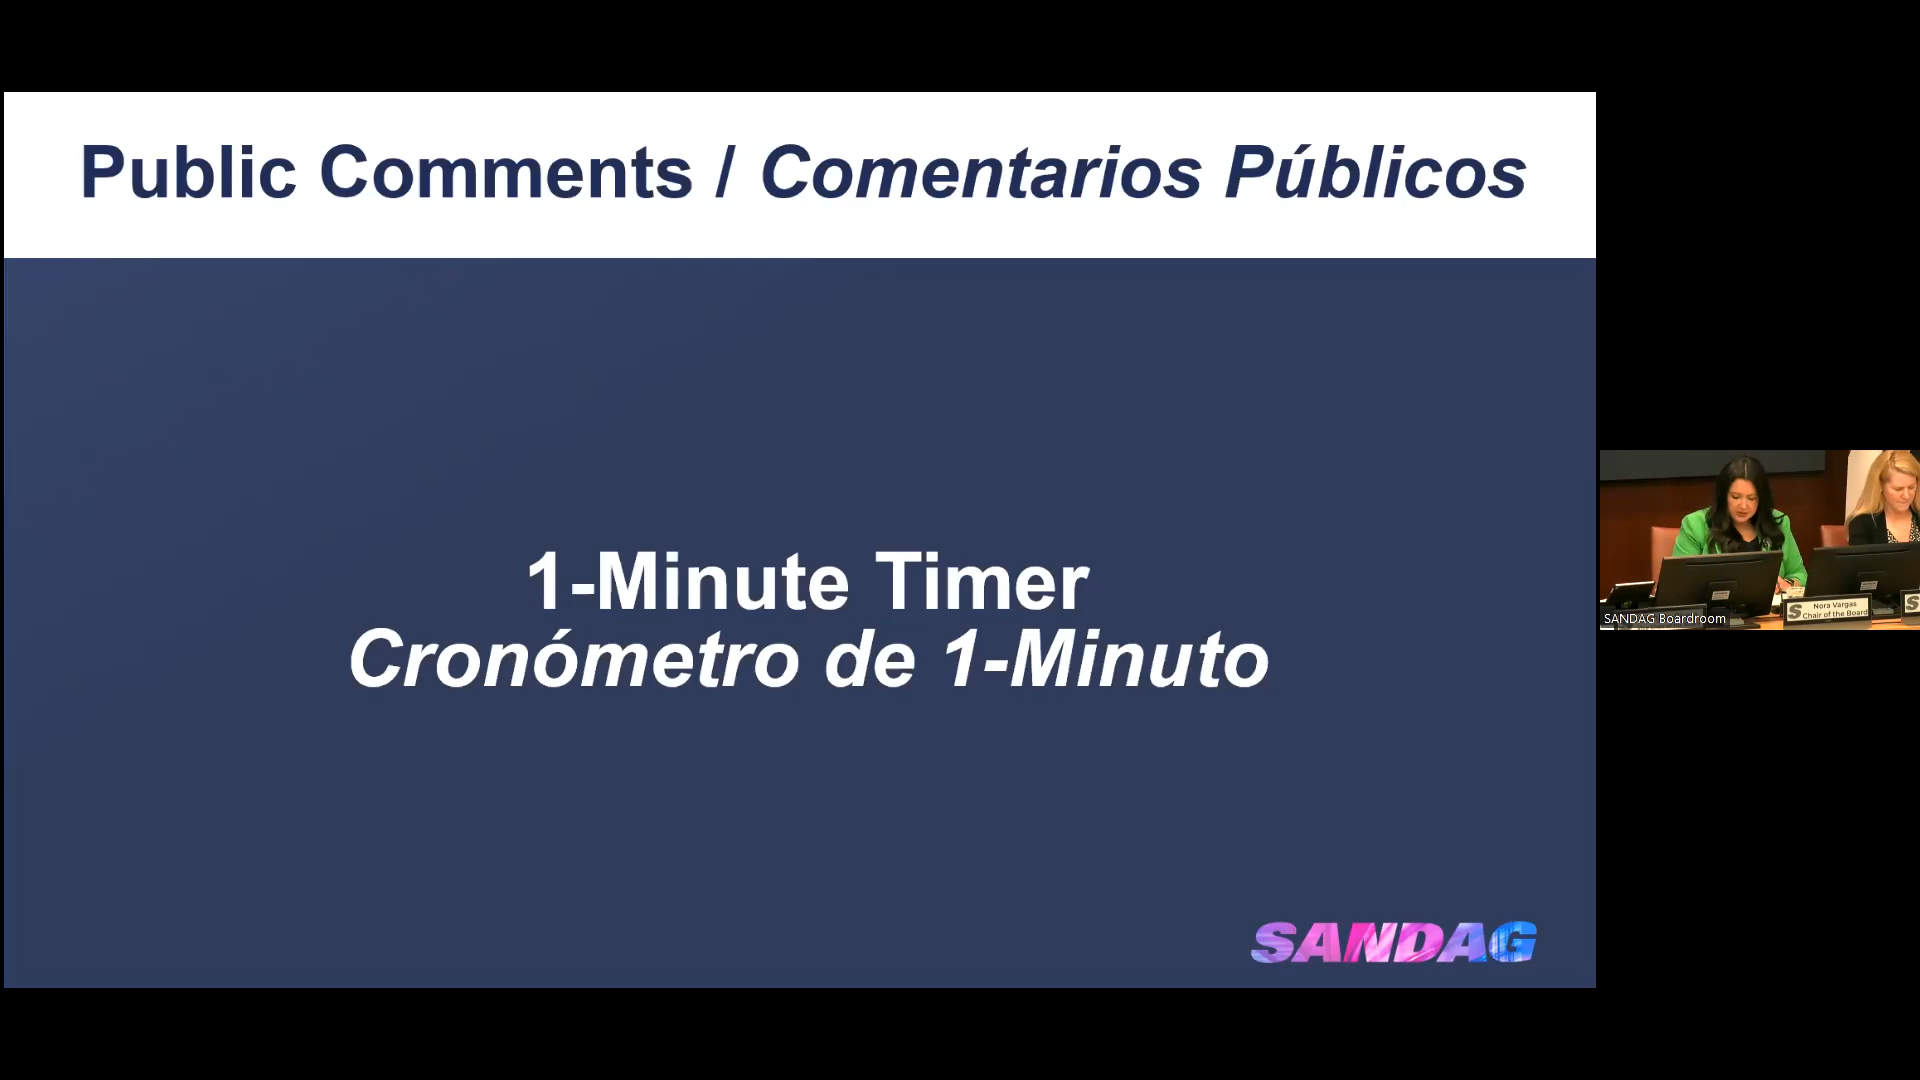 Public Comments / Comentarios Públicos
1-Minute Timer
Cronómetro de 1-Minuto
SANDAG
Nora Vargas
Chair of the Board
SANDAG Boardroom